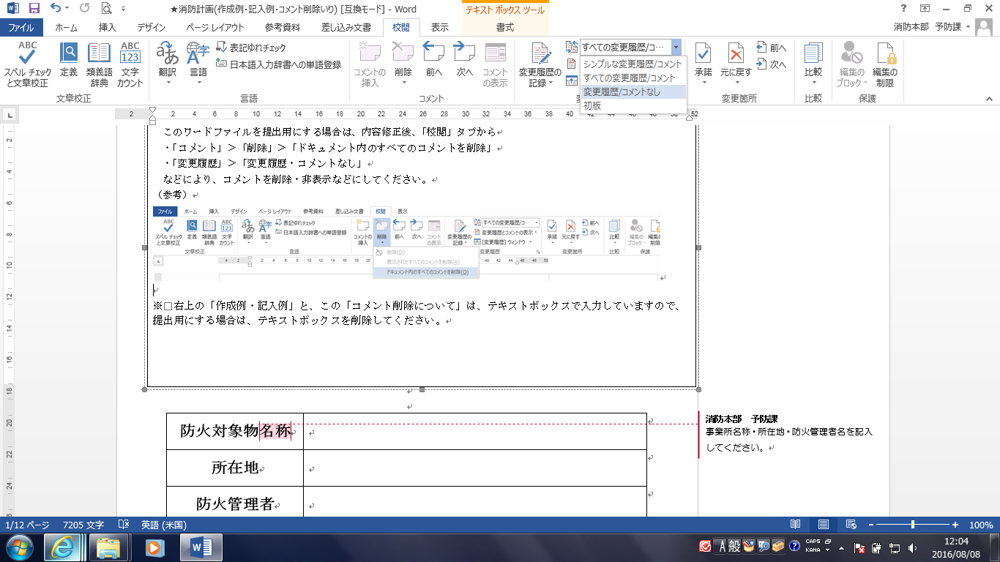 ★消防計画(作成例･記入例･コメント削除いり) [互換モード] - Word
テキスト ボックス ツール
ファイル ホーム 挿入 デザイン ページ レイアウト 参考資料 差し込み文書 校閲 表示 書式
消防本部 予防課
スペル チェックと文章校正
定義
類義語辞典
文字カウント
文章校正
翻訳
言語
表記ゆれチェック
日本語入力辞書への単語登録
言語
コメントの挿入
削除
前へ
次へ
コメントの表示
コメント
変更履歴の記録
すべての変更履歴/コ…
シンプルな変更履歴/コメント
すべての変更履歴/コメント
変更履歴/コメントなし
初版
承諾
元に戻す
前へ
次へ
変更箇所
比較
比較
編集のブロック
編集の制限
保護
2 2 4 6 8 10 12 14 16 18 20 22 24 26 28 30 32 34 36 38 40 42 44 46 48 50 52
このワードファイルを提出用にする場合は、内容修正後、「校閲」タブから
・「コメント」＞「削除」＞「ドキュメント内のすべてのコメントを削除」
・「変更履歴」＞「変更履歴・コメントなし」
などにより、コメントを削除・非表示などにしてください。
（参考）
ファイル ホーム 挿入 デザイン ページ レイアウト 参考資料 差し込み文書 校閲 表示
スペル チェックと文章校正
定義
類義語辞典
文字カウント
文章校正
翻訳
言語
表記ゆれチェック
日本語入力辞書への単語登録
言語
コメントの挿入
削除
前へ
次へ
コメントの表示
削除(D)
表示されたすべてのコメントを削除(A)
ドキュメント内のすべてのコメントを削除(O)
変更履歴の記録
すべての変更履歴/コ…
変更履歴とコメントの表示
[変更履歴] ウィンドウ
変更履歴
承諾
元に戻す
前へ
次へ
変更箇所
比較
比較
編集のブロック
編集の制限
保護
※□右上の「作成例・記入例」と、この「コメント削除について」は、テキストボックスで入力していますので、
提出用にする場合は、テキストボックスを削除してください。
防火対象物名称
所在地
防火管理者
消防本部 予防課
事業所名称・所在地・防火管理者名を記入
してください。
1/12 ページ 7205 文字 英語 (米国) 100%
A 般 CAPS KANA
12:04
2016/08/08